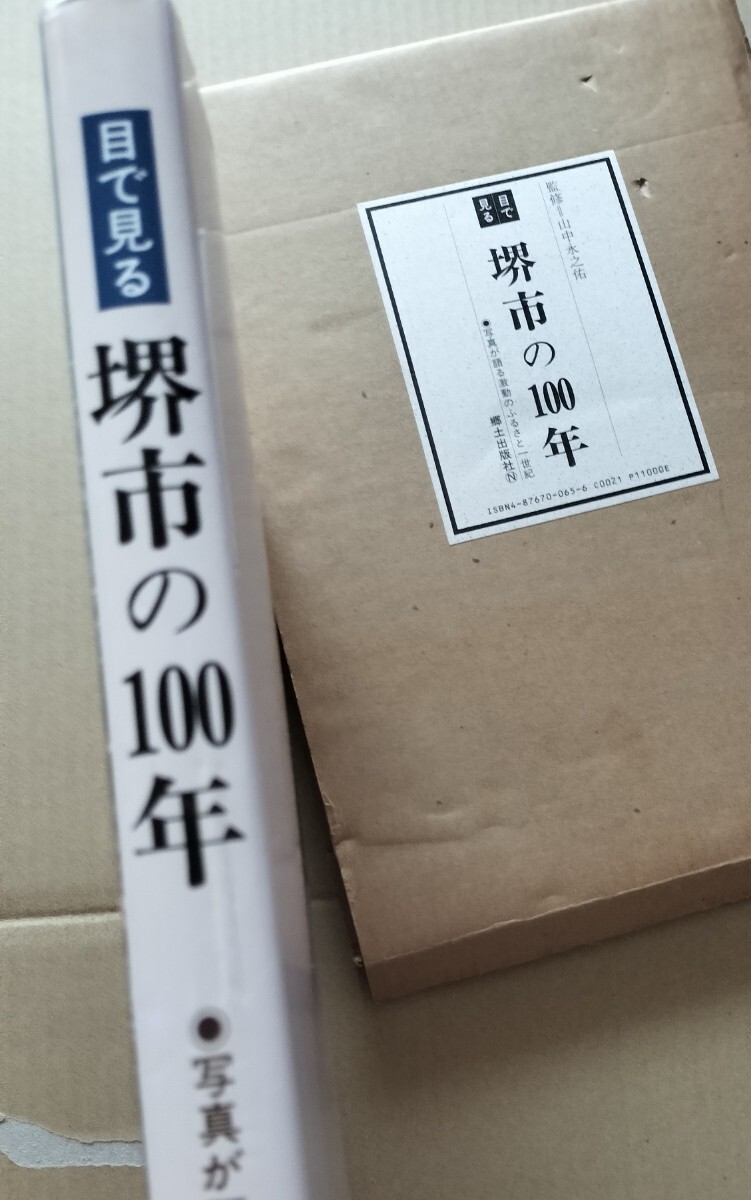 目で見る
堺市の100年
●写真が
監修＝山中永之佑
目で見る
堺市の100年
●写真が語る激動のふるさと一世紀
郷土出版社Ⓝ
ISBN4-87670-065-6 C0021 P11000E